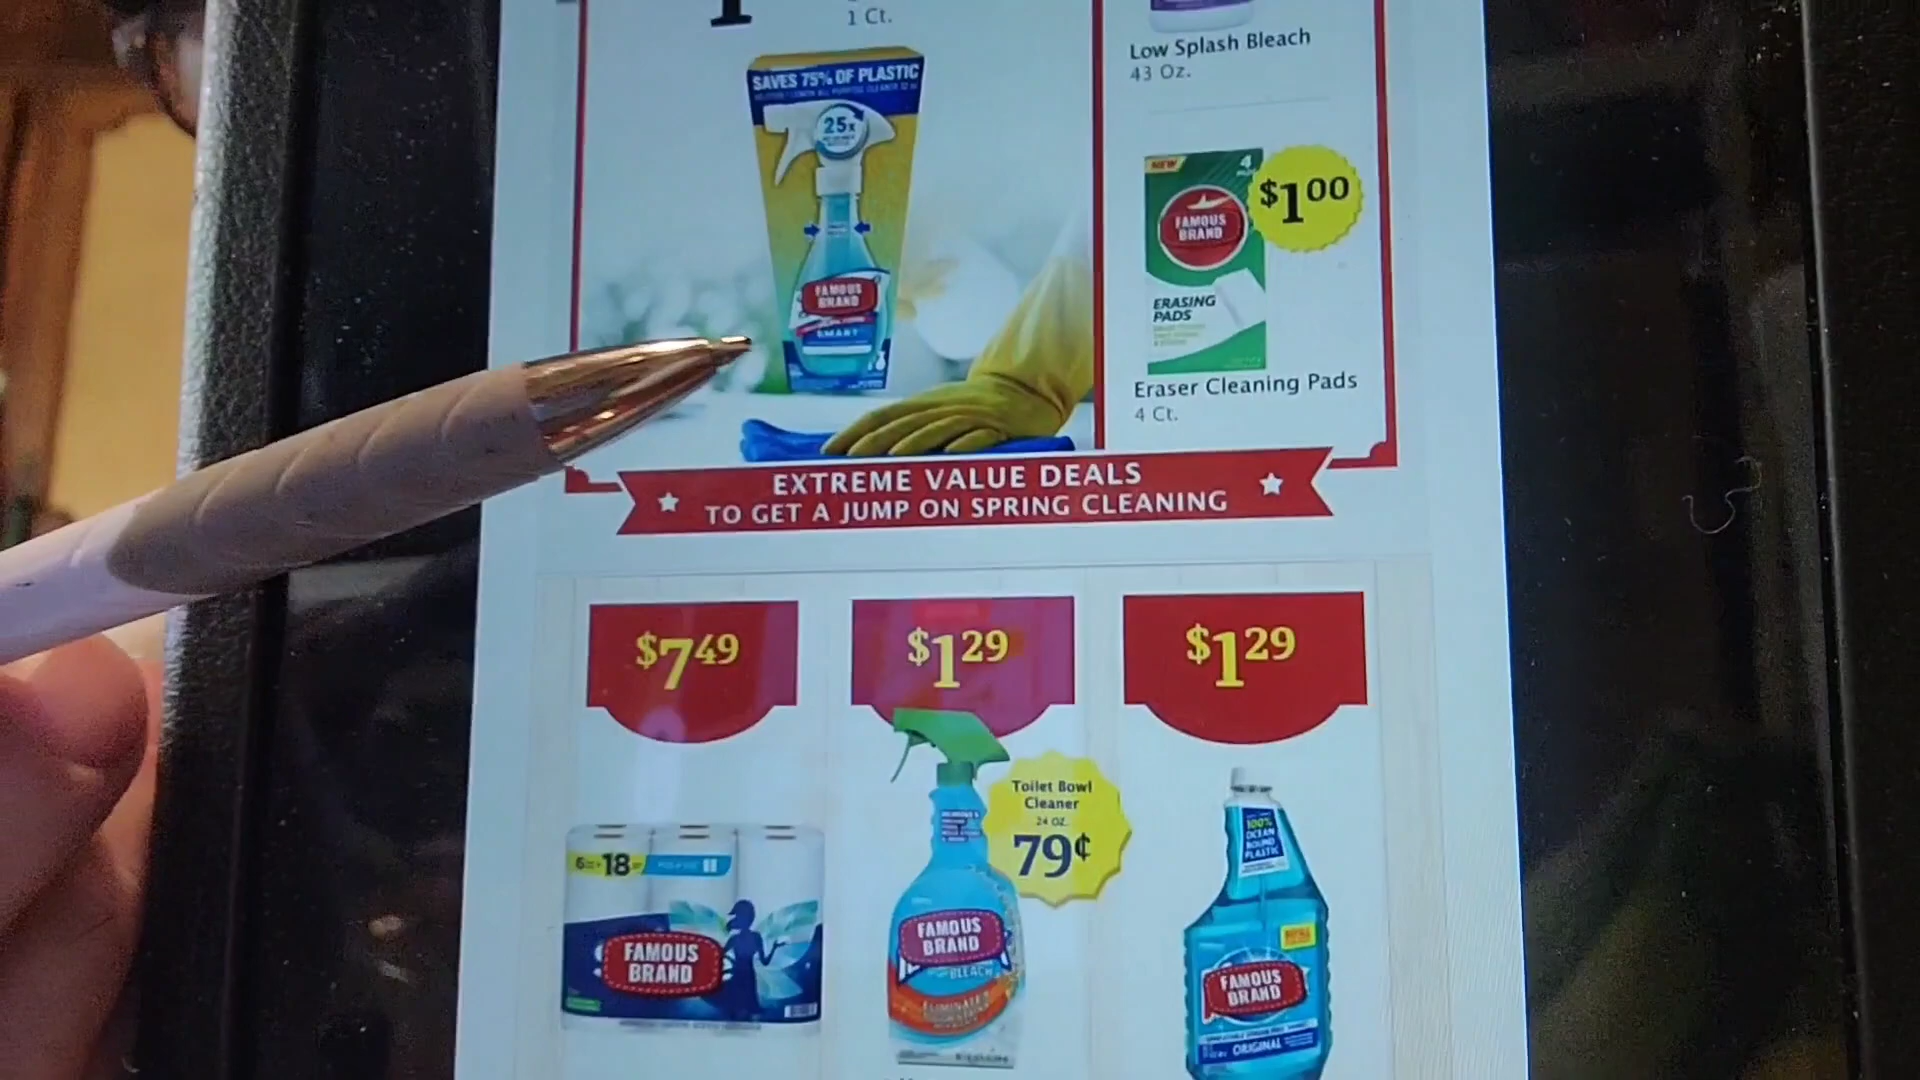 1 Ct.
Low Splash Bleach
43 Oz.
SAVES 75% OF PLASTIC
25x
FAMOUS
BRAND
SMART
NEW 4
$1.00
FAMOUS
BRAND
ERASING
PADS
Eraser Cleaning Pads
4 Ct.
EXTREME VALUE DEALS
TO GET A JUMP ON SPRING CLEANING
$7.49
$1.29
$1.29
Toilet Bowl
Cleaner
24 OZ.
79¢
6 18
FAMOUS
BRAND
FAMOUS
BRAND
BLEACH
100%
OCEAN
BOUND
PLASTIC
REFILL
FAMOUS
BRAND
ORIGINAL